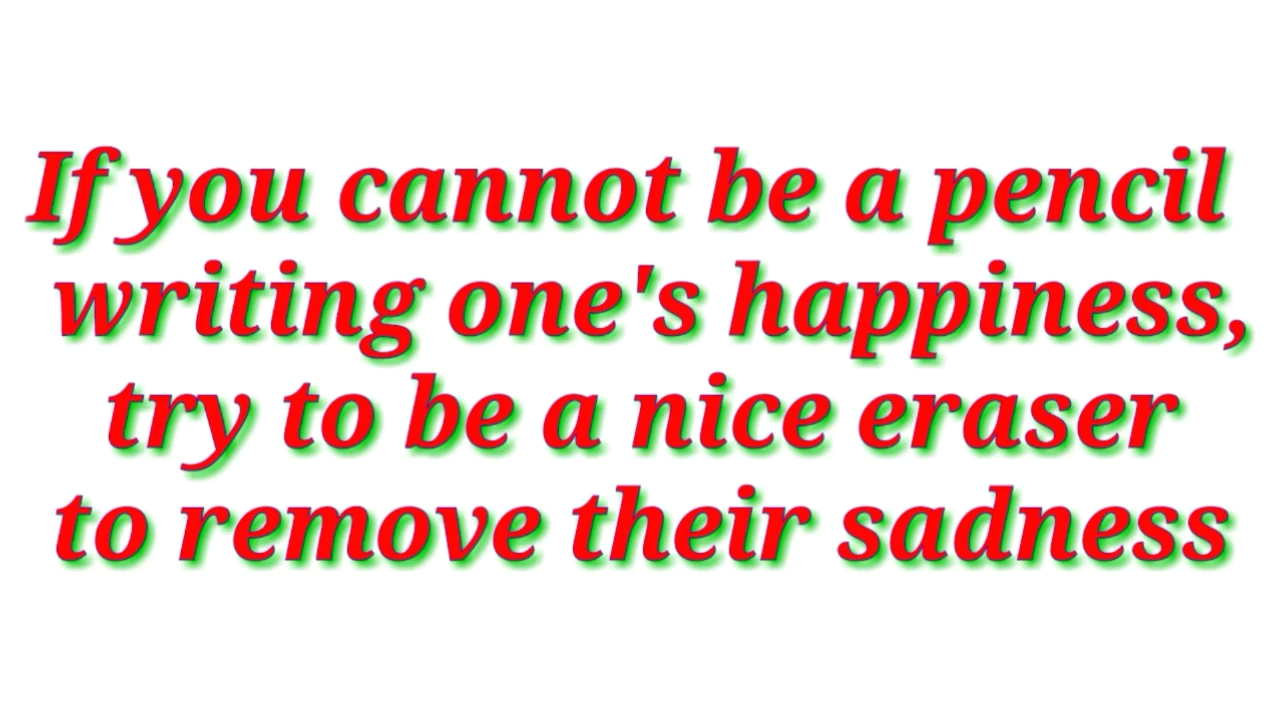 If you cannot be a pencil
writing one's happiness,
try to be a nice eraser
to remove their sadness